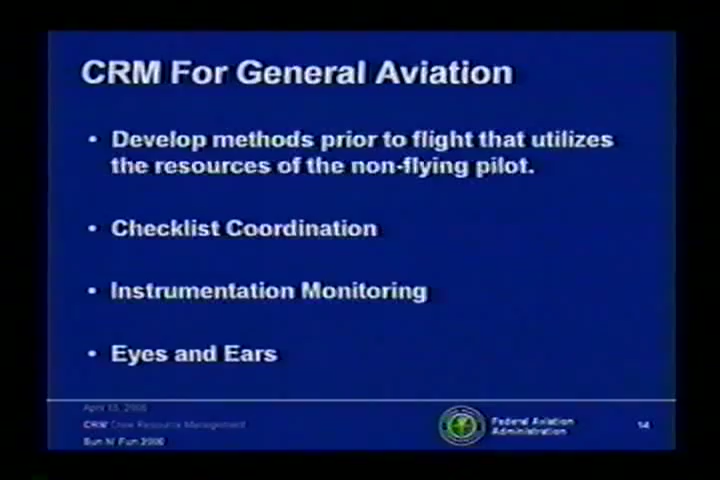 CRM For General Aviation
• Develop methods prior to flight that utilizes
the resources of the non-flying pilot.
• Checklist Coordination
• Instrumentation Monitoring
• Eyes and Ears
CRM Crew Resource Management
Sun N' Fun
Federal Aviation
Administration
14